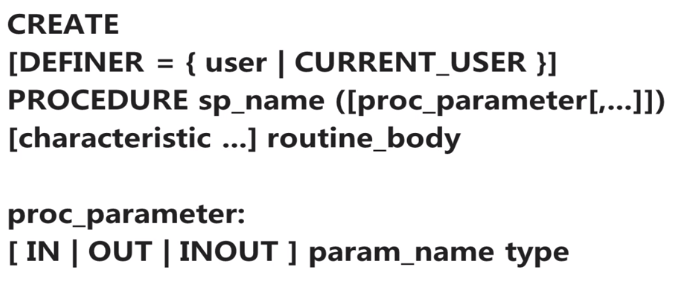 CREATE
[DEFINER = { user | CURRENT_USER }]
PROCEDURE sp_name ([proc_parameter[,...]])
[characteristic ...] routine_body
proc_parameter:
[ IN | OUT | INOUT ] param_name type